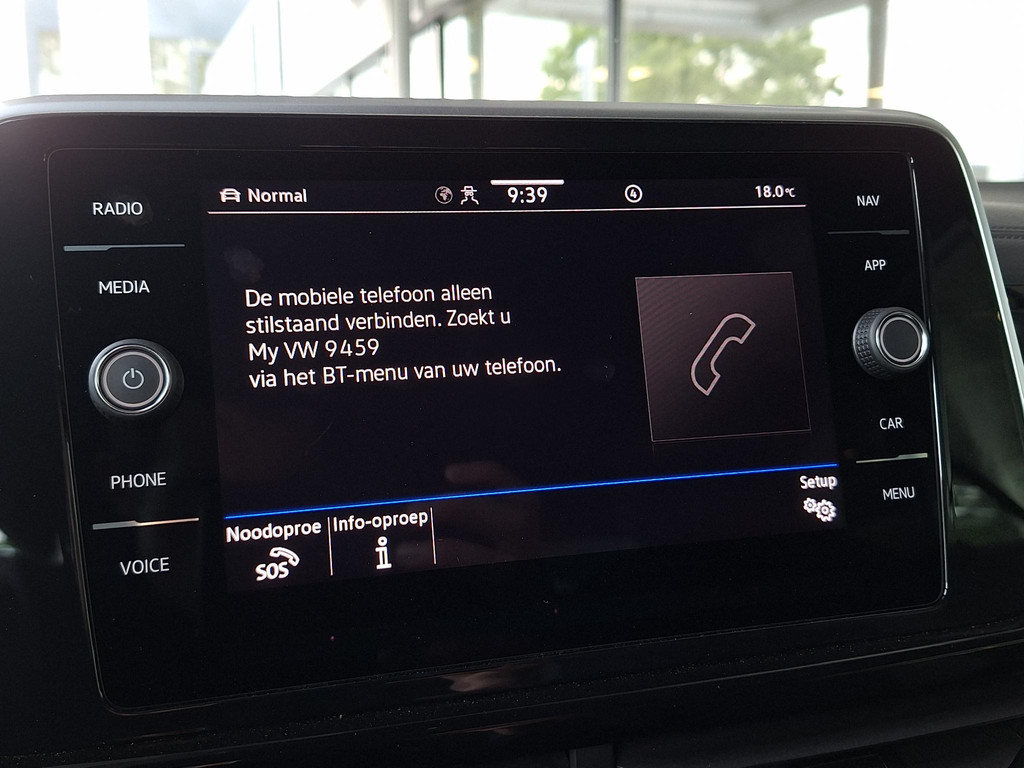 RADIO
MEDIA
PHONE
VOICE
Normal
9:39
4
18.0°C
De mobiele telefoon alleen
stilstaand verbinden. Zoekt u
My VW 9459
via het BT-menu van uw telefoon.
Setup
Noodoproe
SOS
Info-oproep
i
NAV
APP
CAR
MENU